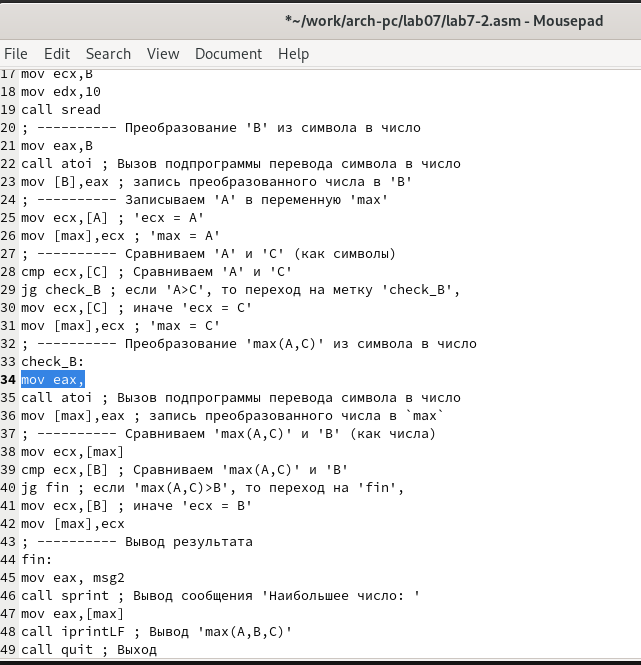 *~/work/arch-pc/lab07/lab7-2.asm - Mousepad
File Edit Search View Document Help
17 mov ecx,B
18 mov edx,10
19 call sread
20 ; ---------- Преобразование 'B' из символа в число
21 mov eax,B
22 call atoi ; Вызов подпрограммы перевода символа в число
23 mov [B],eax ; запись преобразованного числа в 'B'
24 ; ---------- Записываем 'A' в переменную 'max'
25 mov ecx,[A] ; 'ecx = A'
26 mov [max],ecx ; 'max = A'
27 ; ---------- Сравниваем 'A' и 'С' (как символы)
28 cmp ecx,[C] ; Сравниваем 'A' и 'С'
29 jg check_B ; если 'A>C', то переход на метку 'check_B',
30 mov ecx,[C] ; иначе 'ecx = C'
31 mov [max],ecx ; 'max = C'
32 ; ---------- Преобразование 'max(A,C)' из символа в число
33 check_B:
34 mov eax,
35 call atoi ; Вызов подпрограммы перевода символа в число
36 mov [max],eax ; запись преобразованного числа в `max`
37 ; ---------- Сравниваем 'max(A,C)' и 'B' (как числа)
38 mov ecx,[max]
39 cmp ecx,[B] ; Сравниваем 'max(A,C)' и 'B'
40 jg fin ; если 'max(A,C)>B', то переход на 'fin',
41 mov ecx,[B] ; иначе 'ecx = B'
42 mov [max],ecx
43 ; ---------- Вывод результата
44 fin:
45 mov eax, msg2
46 call sprint ; Вывод сообщения 'Наибольшее число: '
47 mov eax,[max]
48 call iprintLF ; Вывод 'max(A,B,C)'
49 call quit ; Выход